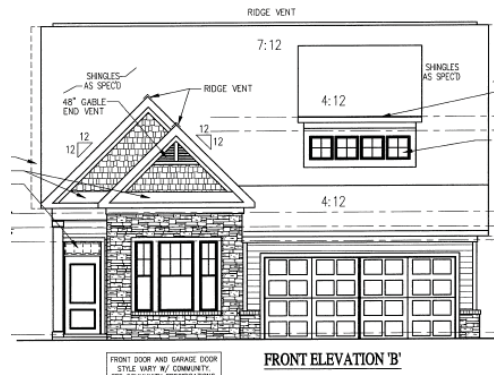 RIDGE VENT
7:12
SHINGLES
AS SPEC'D
SHINGLES
AS SPEC'D
RIDGE VENT
48" GABLE
END VENT
4:12
12
12
12
12
4:12
FRONT DOOR AND GARAGE DOOR
STYLE VARY W/ COMMUNITY.
FRONT ELEVATION 'B'